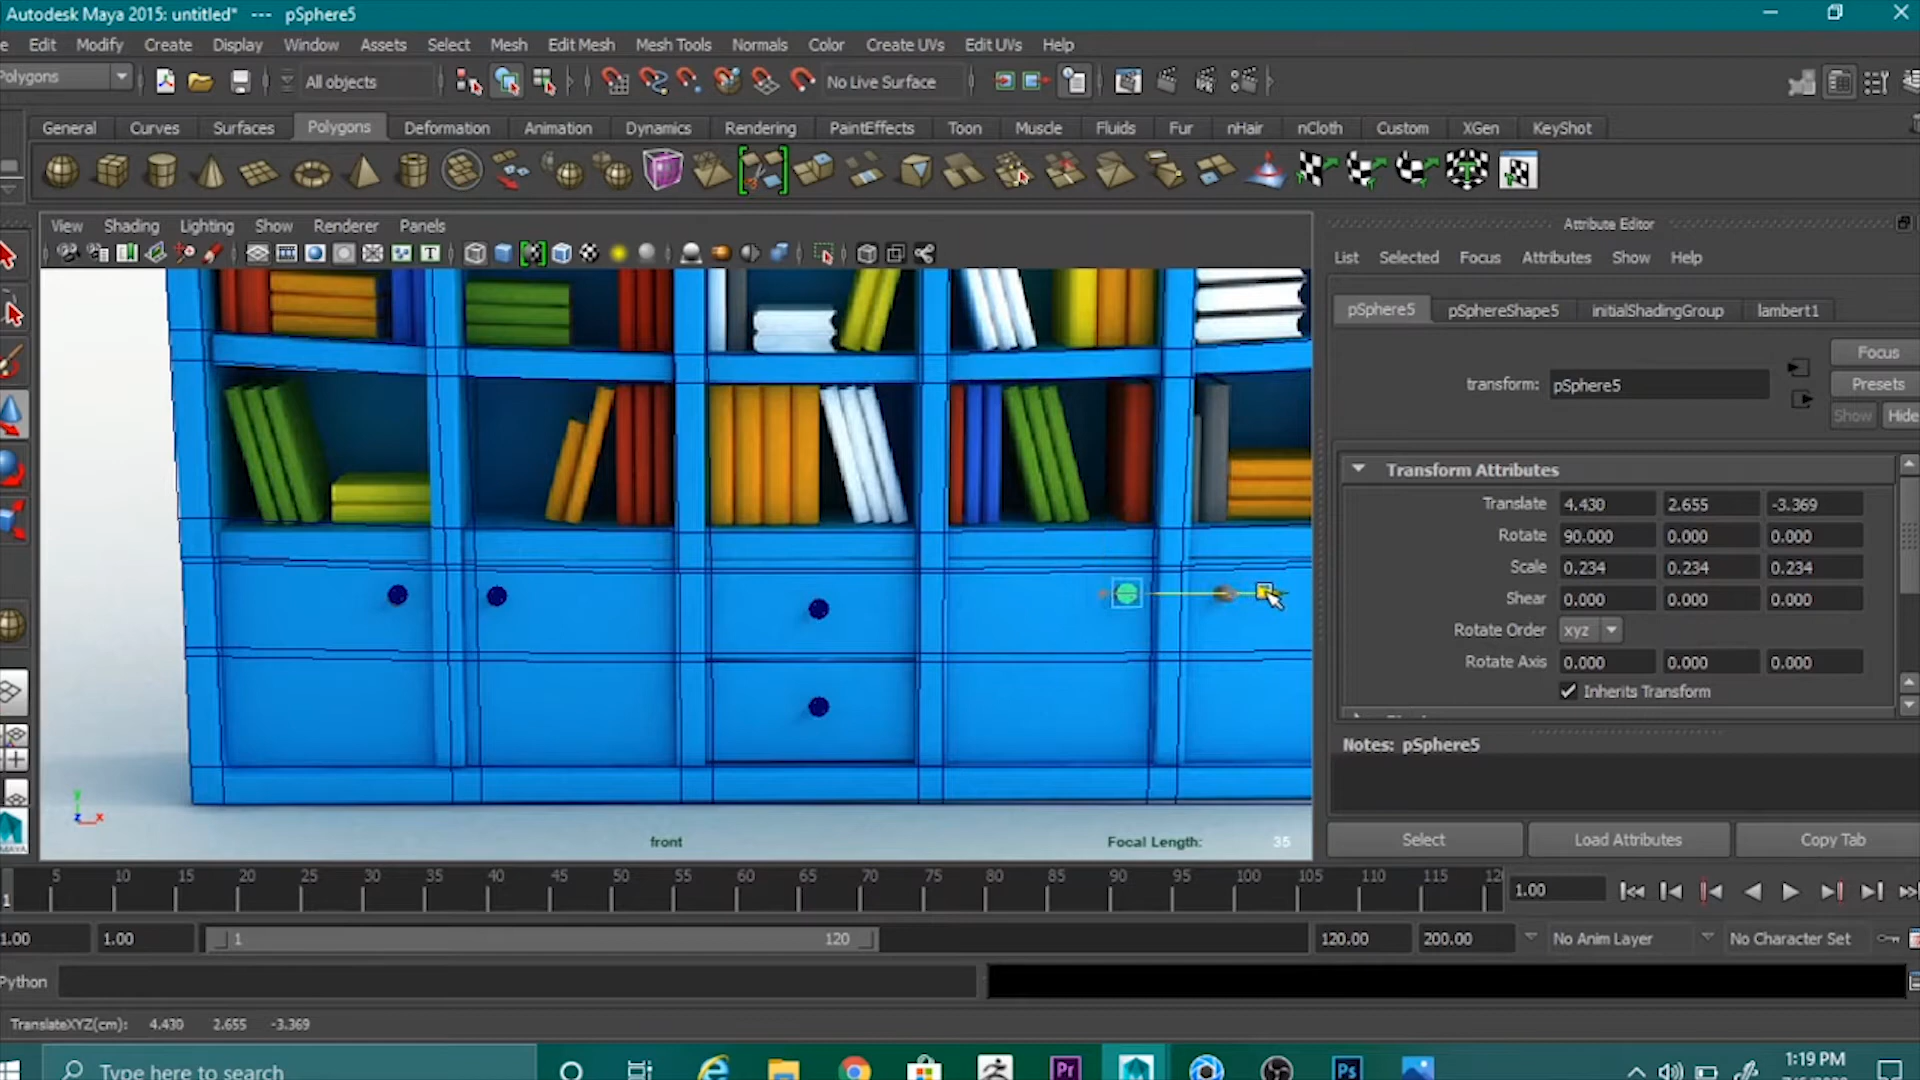 Autodesk Maya 2015: untitled* --- pSphere5
Edit Modify Create Display Window Assets Select Mesh Edit Mesh Mesh Tools Normals Color Create UVs Edit UVs Help
Polygons All objects No Live Surface
General Curves Surfaces Polygons Deformation Animation Dynamics Rendering PaintEffects Toon Muscle Fluids Fur nHair nCloth Custom XGen KeyShot
View Shading Lighting Show Renderer Panels
Attribute Editor
List Selected Focus Attributes Show Help
pSphere5 pSphereShape5 initialShadingGroup lambert1
Focus
transform: pSphere5
Presets
Show Hide
Transform Attributes
Translate 4.430 2.655 -3.369
Rotate 90.000 0.000 0.000
Scale 0.234 0.234 0.234
Shear 0.000 0.000 0.000
Rotate Order xyz
Rotate Axis 0.000 0.000 0.000
Inherits Transform
Notes: pSphere5
Select Load Attributes Copy Tab
y
z x
front Focal Length: 35
MAYA
1 5 10 15 20 25 30 35 40 45 50 55 60 65 70 75 80 85 90 95 100 105 110 115 12
1.00
1.00 1.00 1 120 120.00 200.00 No Anim Layer No Character Set
Python
TranslateXYZ(cm): 4.430 2.655 -3.369
Type here to search
Pr Ps
1:19 PM